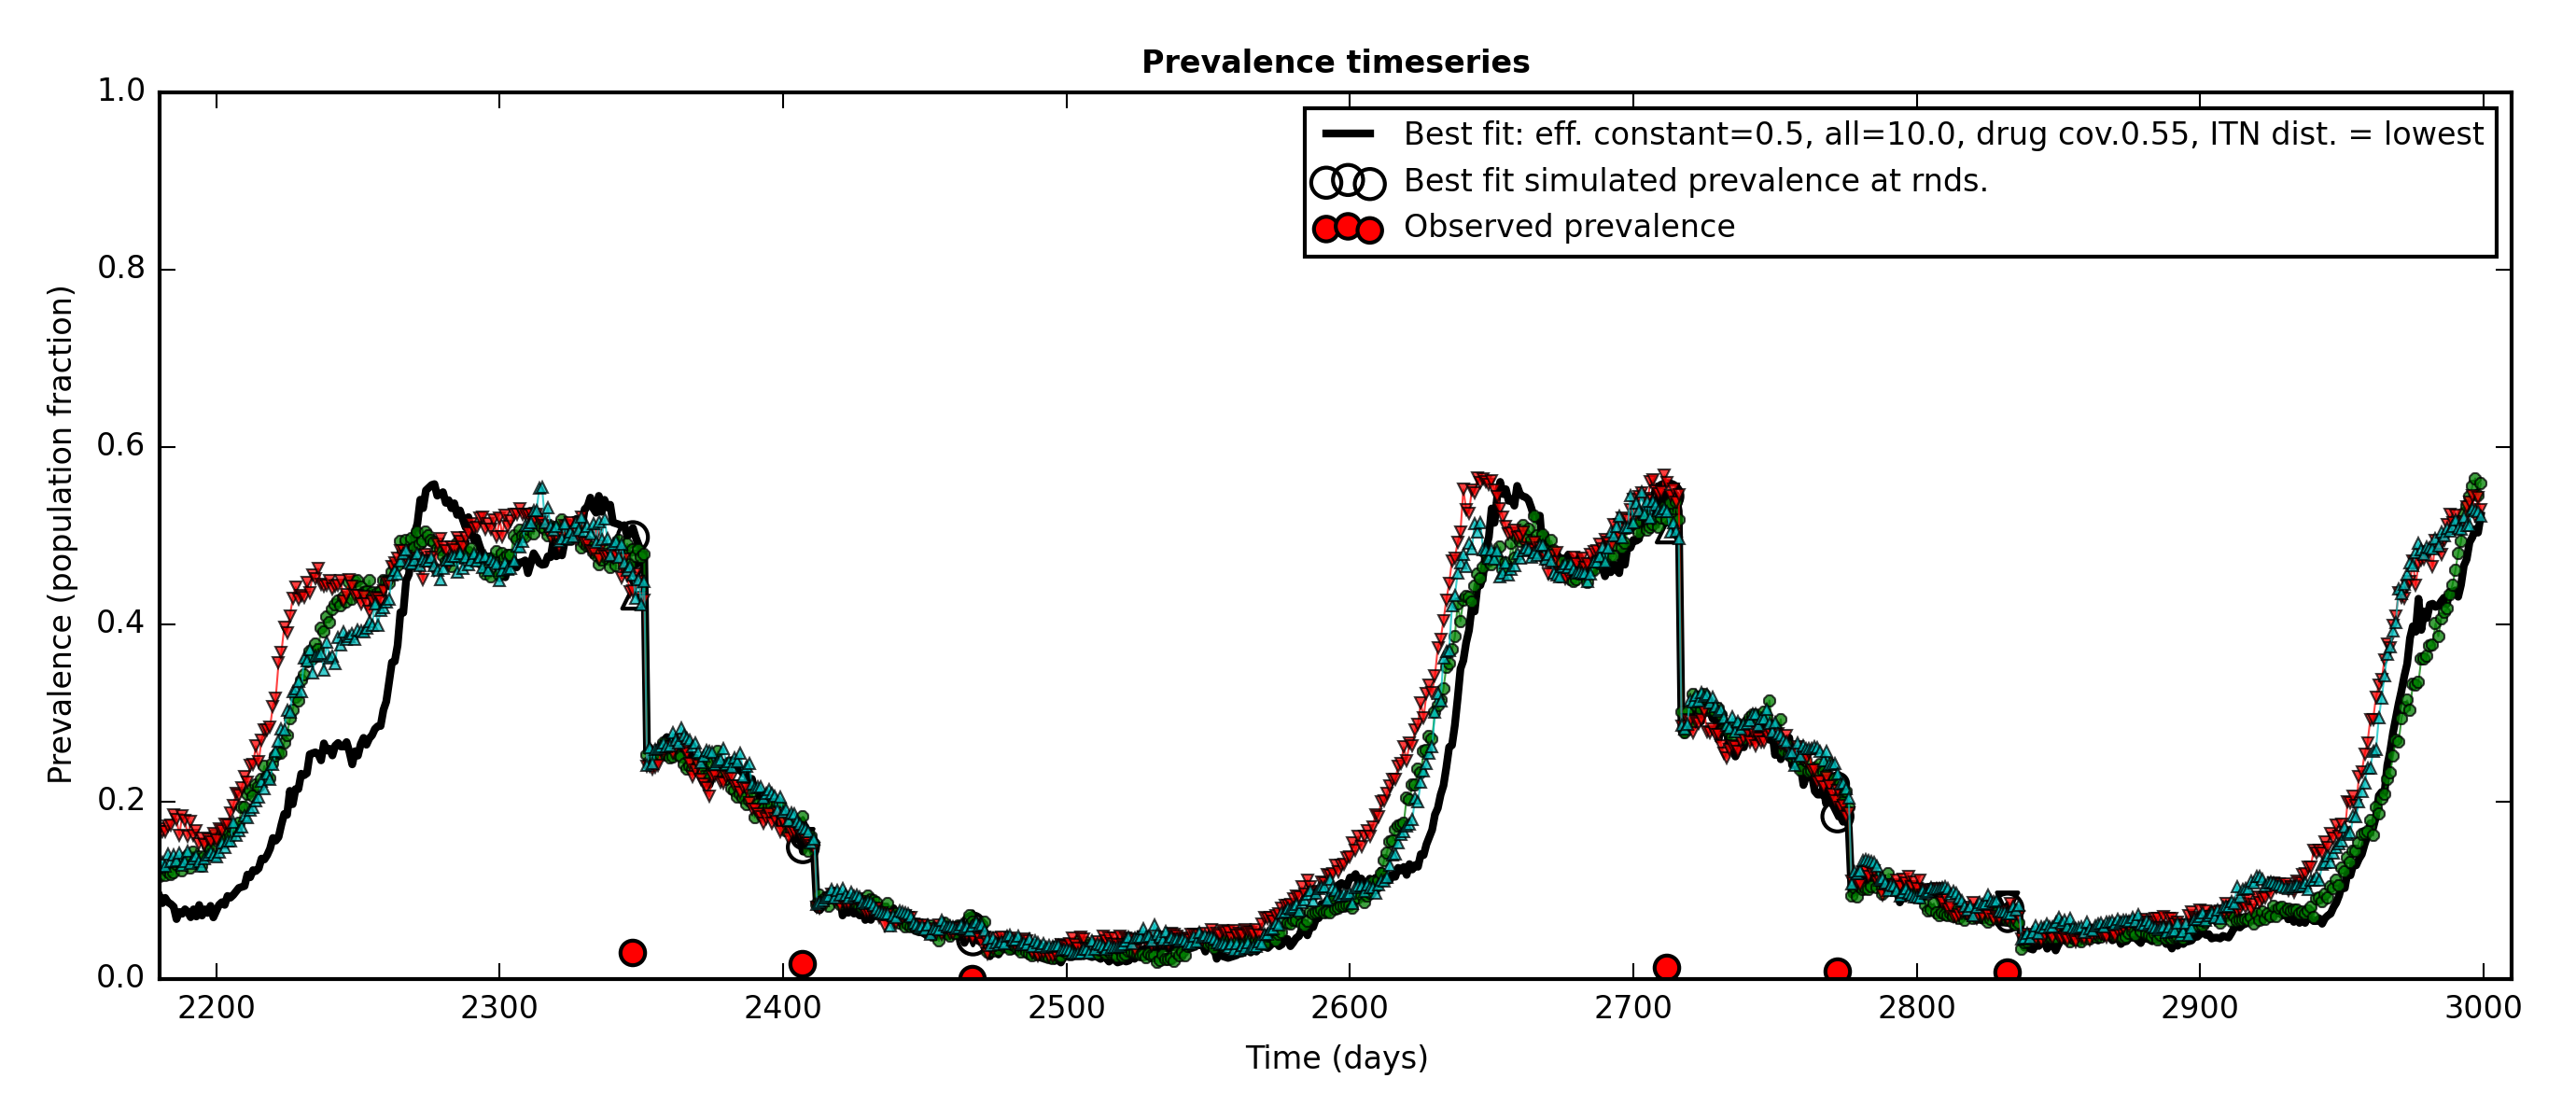 Prevalence timeseries
1.0
0.8
0.6
0.4
0.2
0.0
Prevalence (population fraction)
Best fit: eff. constant=0.5, all=10.0, drug cov.0.55, ITN dist. = lowest
Best fit simulated prevalence at rnds.
Observed prevalence
2200 2300 2400 2500 2600 2700 2800 2900 3000
Time (days)